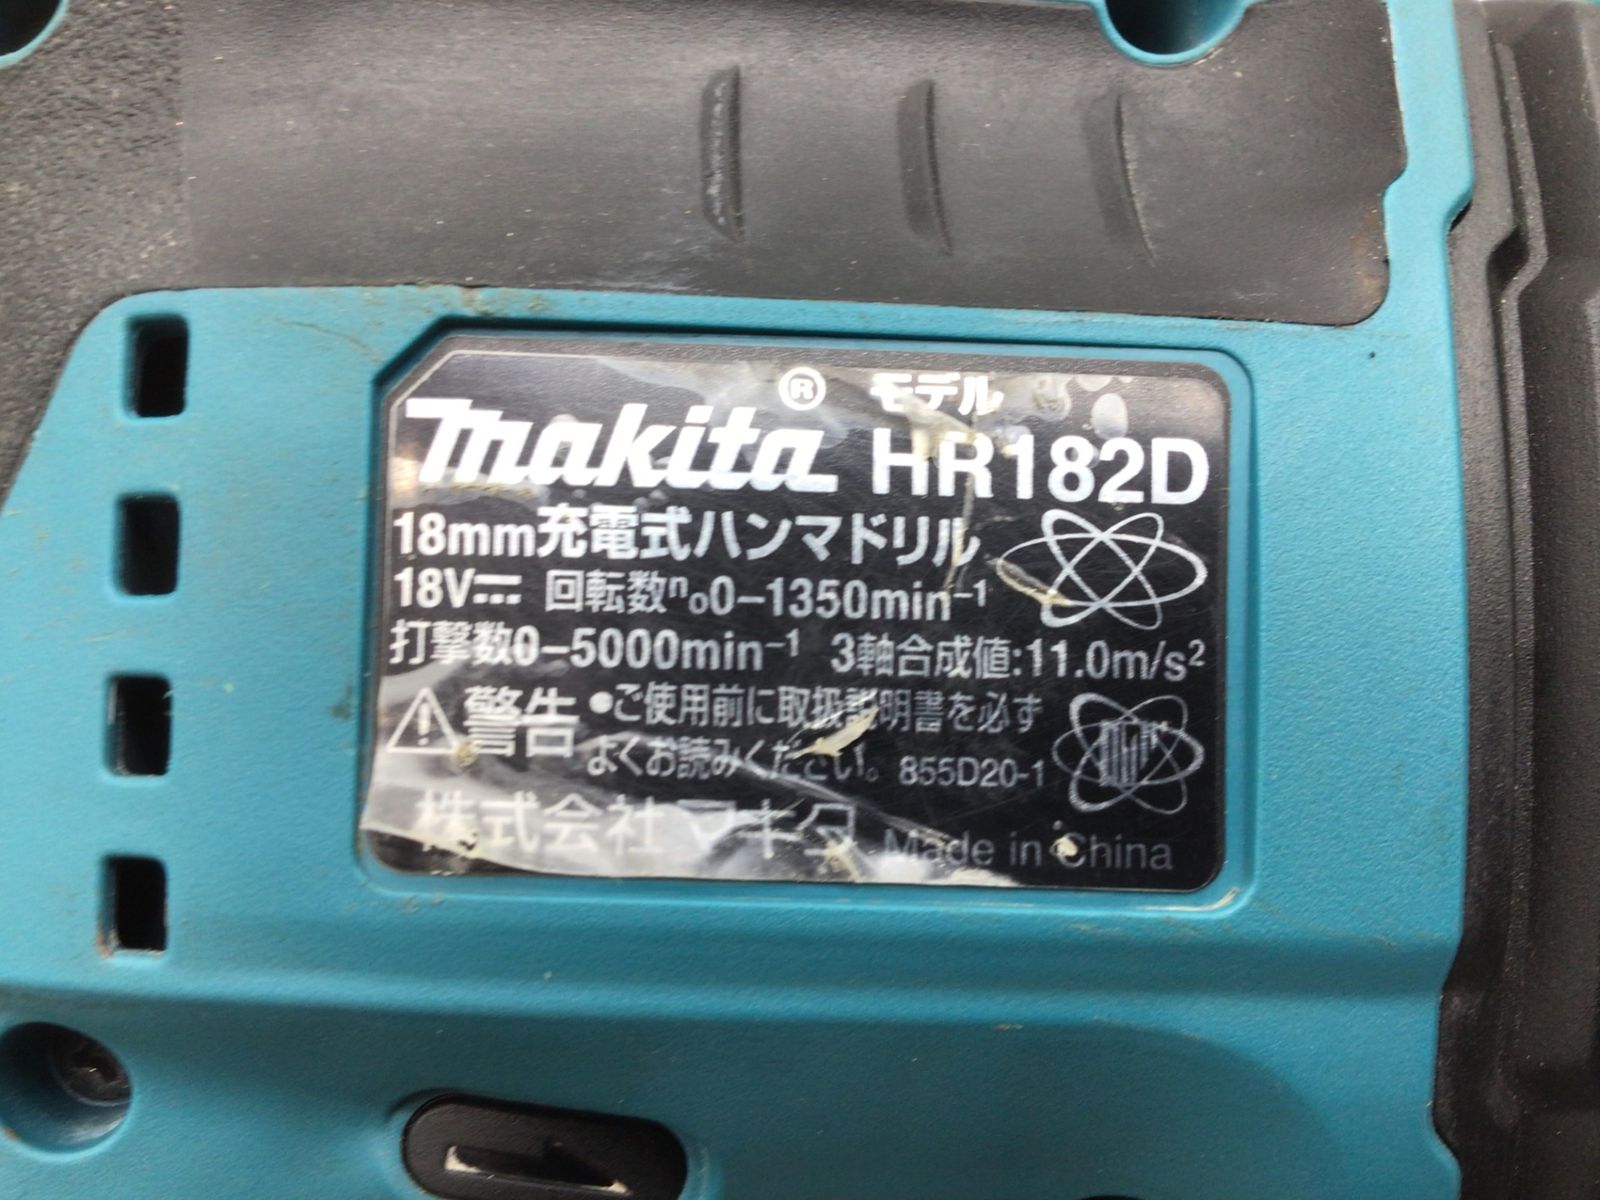 makita® モデル HR182D
18mm充電式ハンマドリル
18V⎓ 回転数n₀0-1350min⁻¹
打撃数0-5000min⁻¹ 3軸合成値:11.0m/s²
⚠警告 •ご使用前に取扱説明書を必ず
よくお読みください。 855D20-1
株式会社マキタ Made in China